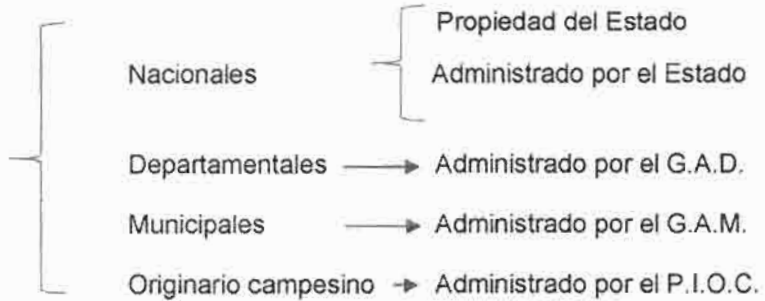 Propiedad del Estado
Nacionales Administrado por el Estado
Departamentales Administrado por el G.A.D.
Municipales Administrado por el G.A.M.
Originario campesino Administrado por el P.I.O.C.